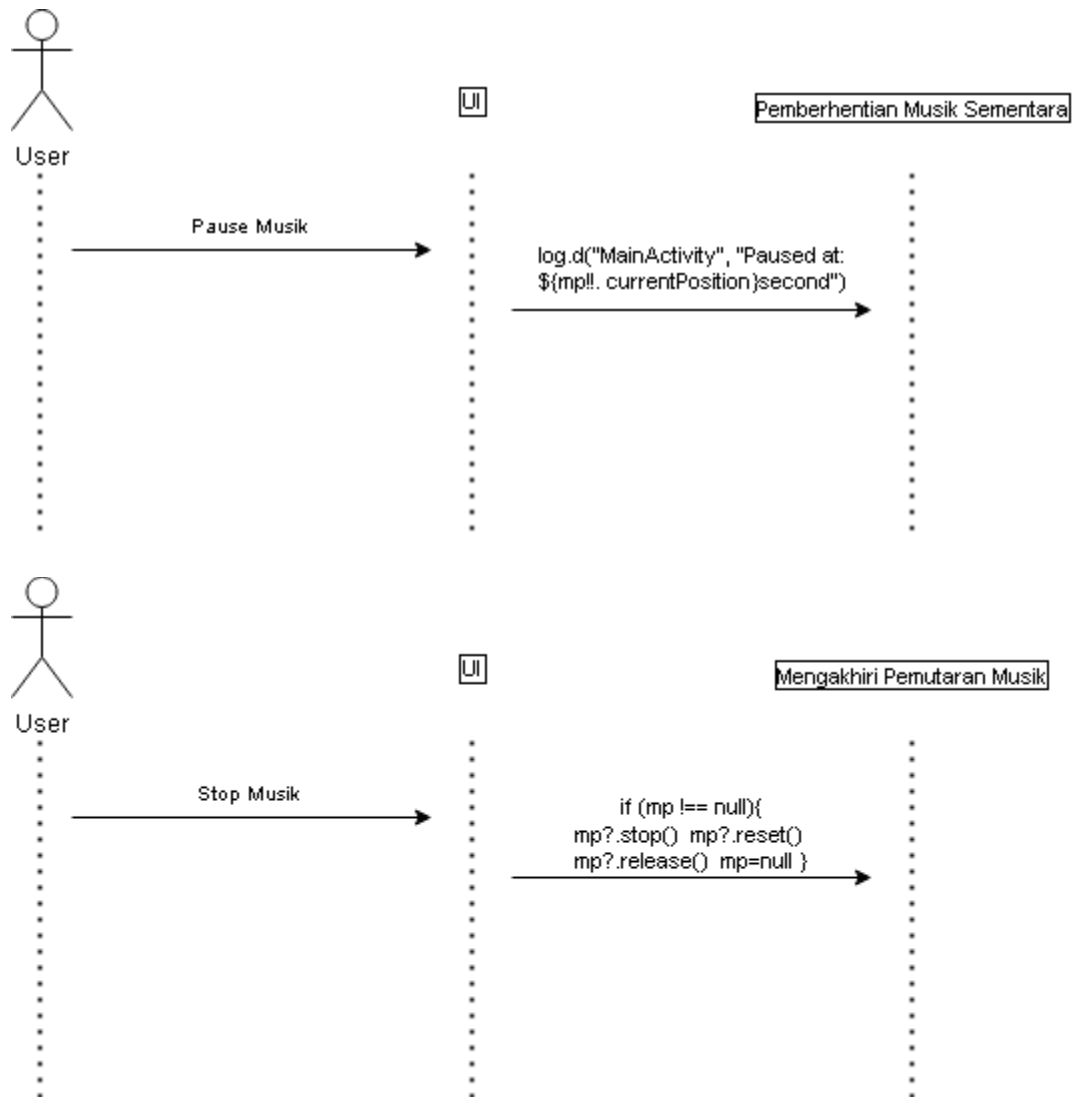 UI
Pemberhentian Musik Sementara
User
Pause Musik
log.d("MainActivity", "Paused at:
${mp!!. currentPosition}second")
UI
Mengakhiri Pemutaran Musik
User
Stop Musik
if (mp !== null){
mp?.stop() mp?.reset()
mp?.release() mp=null }